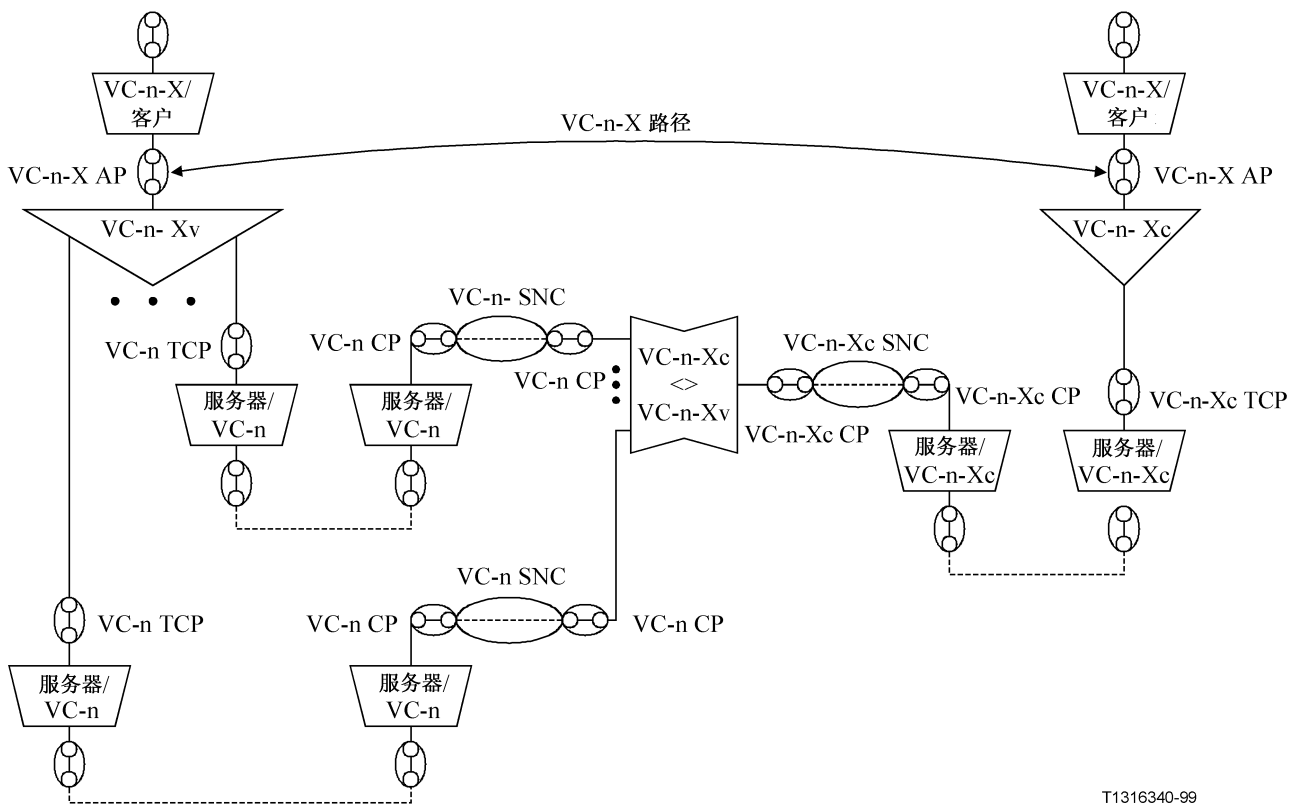 VC-n-X/
客户
VC-n-X/
客户
VC-n-X 路径
VC-n-X AP
VC-n-X AP
VC-n- Xv
VC-n- Xc
VC-n- SNC
VC-n TCP
VC-n CP
VC-n CP
VC-n-Xc
<>
VC-n-Xv
VC-n-Xc SNC
VC-n-Xc CP
VC-n-Xc CP
VC-n-Xc TCP
服务器/
VC-n
服务器/
VC-n
服务器/
VC-n-Xc
服务器/
VC-n-Xc
VC-n SNC
VC-n TCP
VC-n CP
VC-n CP
服务器/
VC-n
服务器/
VC-n
T1316340-99